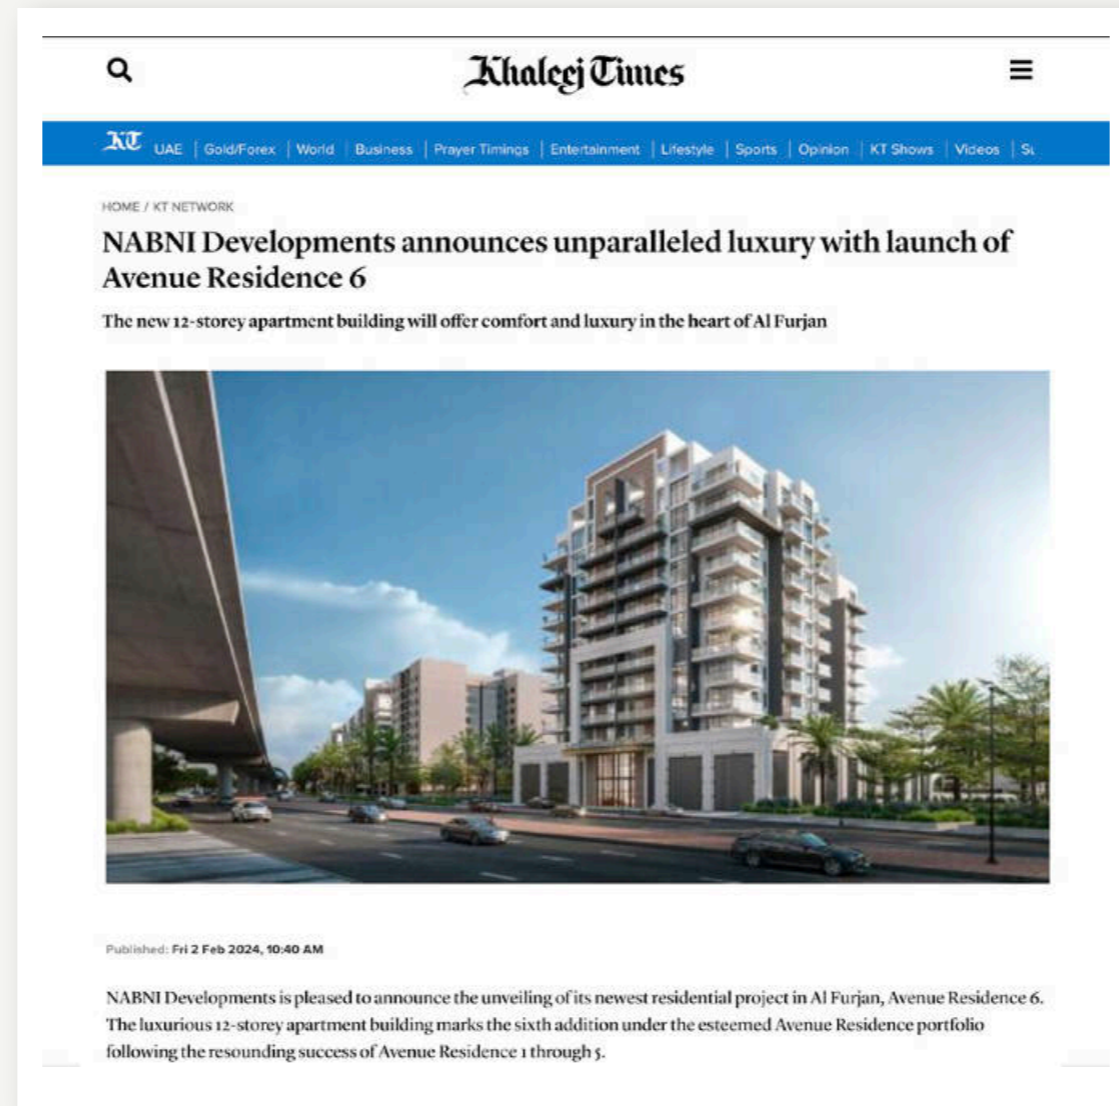 Khaleej Times
KT UAE | Gold/Forex | World | Business | Prayer Timings | Entertainment | Lifestyle | Sports | Opinion | KT Shows | Videos |
HOME / KT NETWORK
NABNI Developments announces unparalleled luxury with launch of
Avenue Residence 6
The new 12-storey apartment building will offer comfort and luxury in the heart of Al Furjan
Published: Fri 2 Feb 2024, 10:40 AM
NABNI Developments is pleased to announce the unveiling of its newest residential project in Al Furjan, Avenue Residence 6.
The luxurious 12-storey apartment building marks the sixth addition under the esteemed Avenue Residence portfolio
following the resounding success of Avenue Residence 1 through 5.